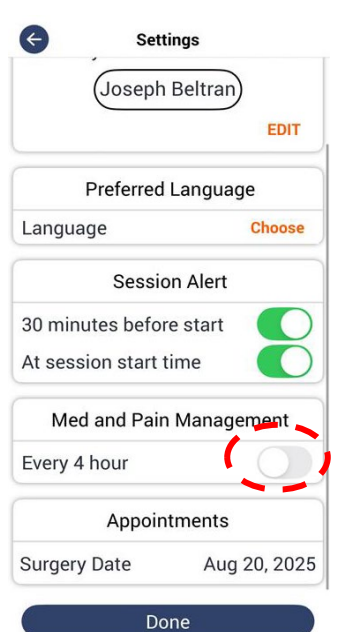 Settings
Joseph Beltran
EDIT
Preferred Language
Language Choose
Session Alert
30 minutes before start
At session start time
Med and Pain Management
Every 4 hour
Appointments
Surgery Date Aug 20, 2025
Done